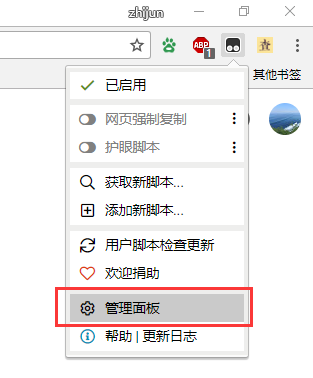 zhijun
ABP
1
其他书签
已启用
网页强制复制
护眼脚本
获取新脚本...
添加新脚本...
用户脚本检查更新
欢迎捐助
管理面板
帮助 | 更新日志